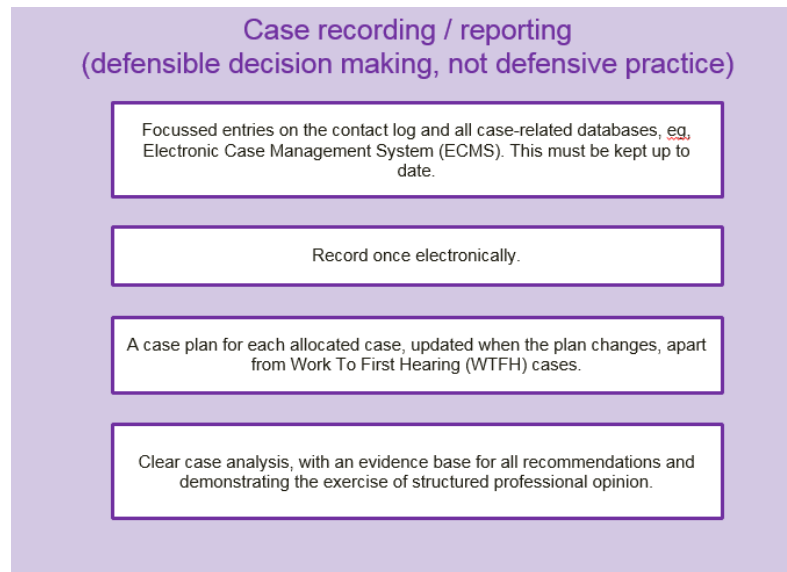 Case recording / reporting
(defensible decision making, not defensive practice)
Focussed entries on the contact log and all case-related databases, eg,
Electronic Case Management System (ECMS). This must be kept up to
date.
Record once electronically.
A case plan for each allocated case, updated when the plan changes, apart
from Work To First Hearing (WTFH) cases.
Clear case analysis, with an evidence base for all recommendations and
demonstrating the exercise of structured professional opinion.